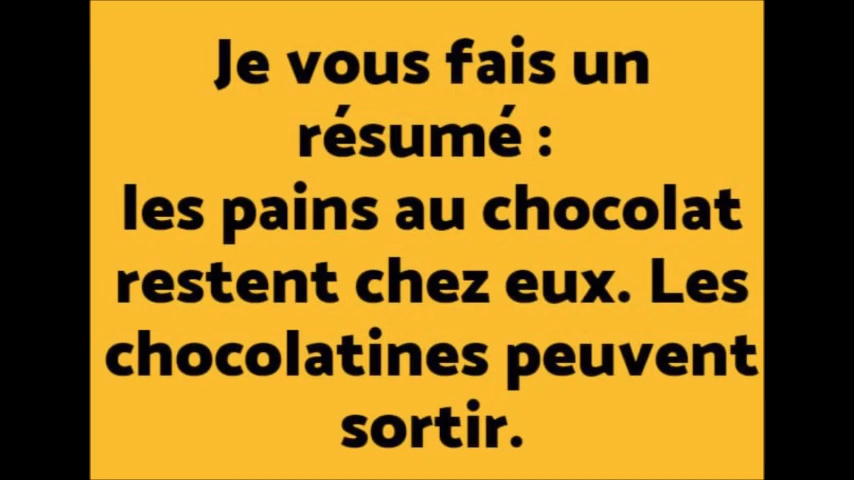 Je vous fais un
résumé :
les pains au chocolat
restent chez eux. Les
chocolatines peuvent
sortir.